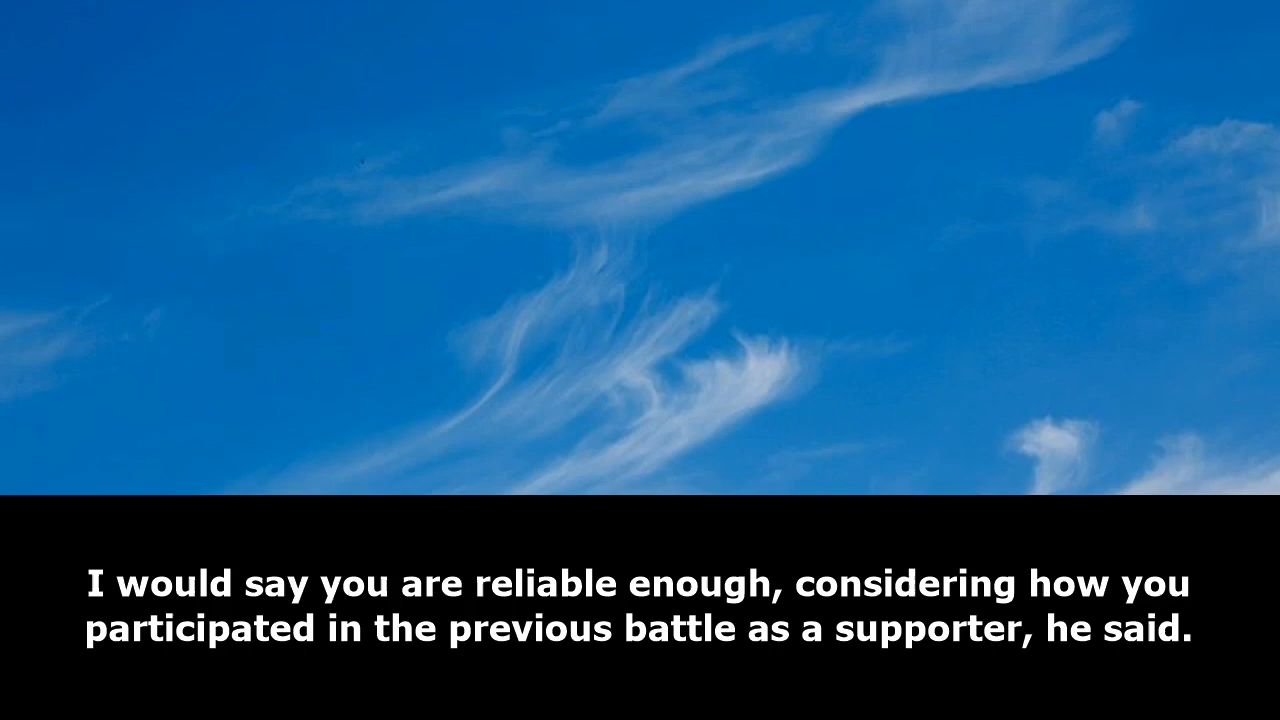 I would say you are reliable enough, considering how you
participated in the previous battle as a supporter, he said.